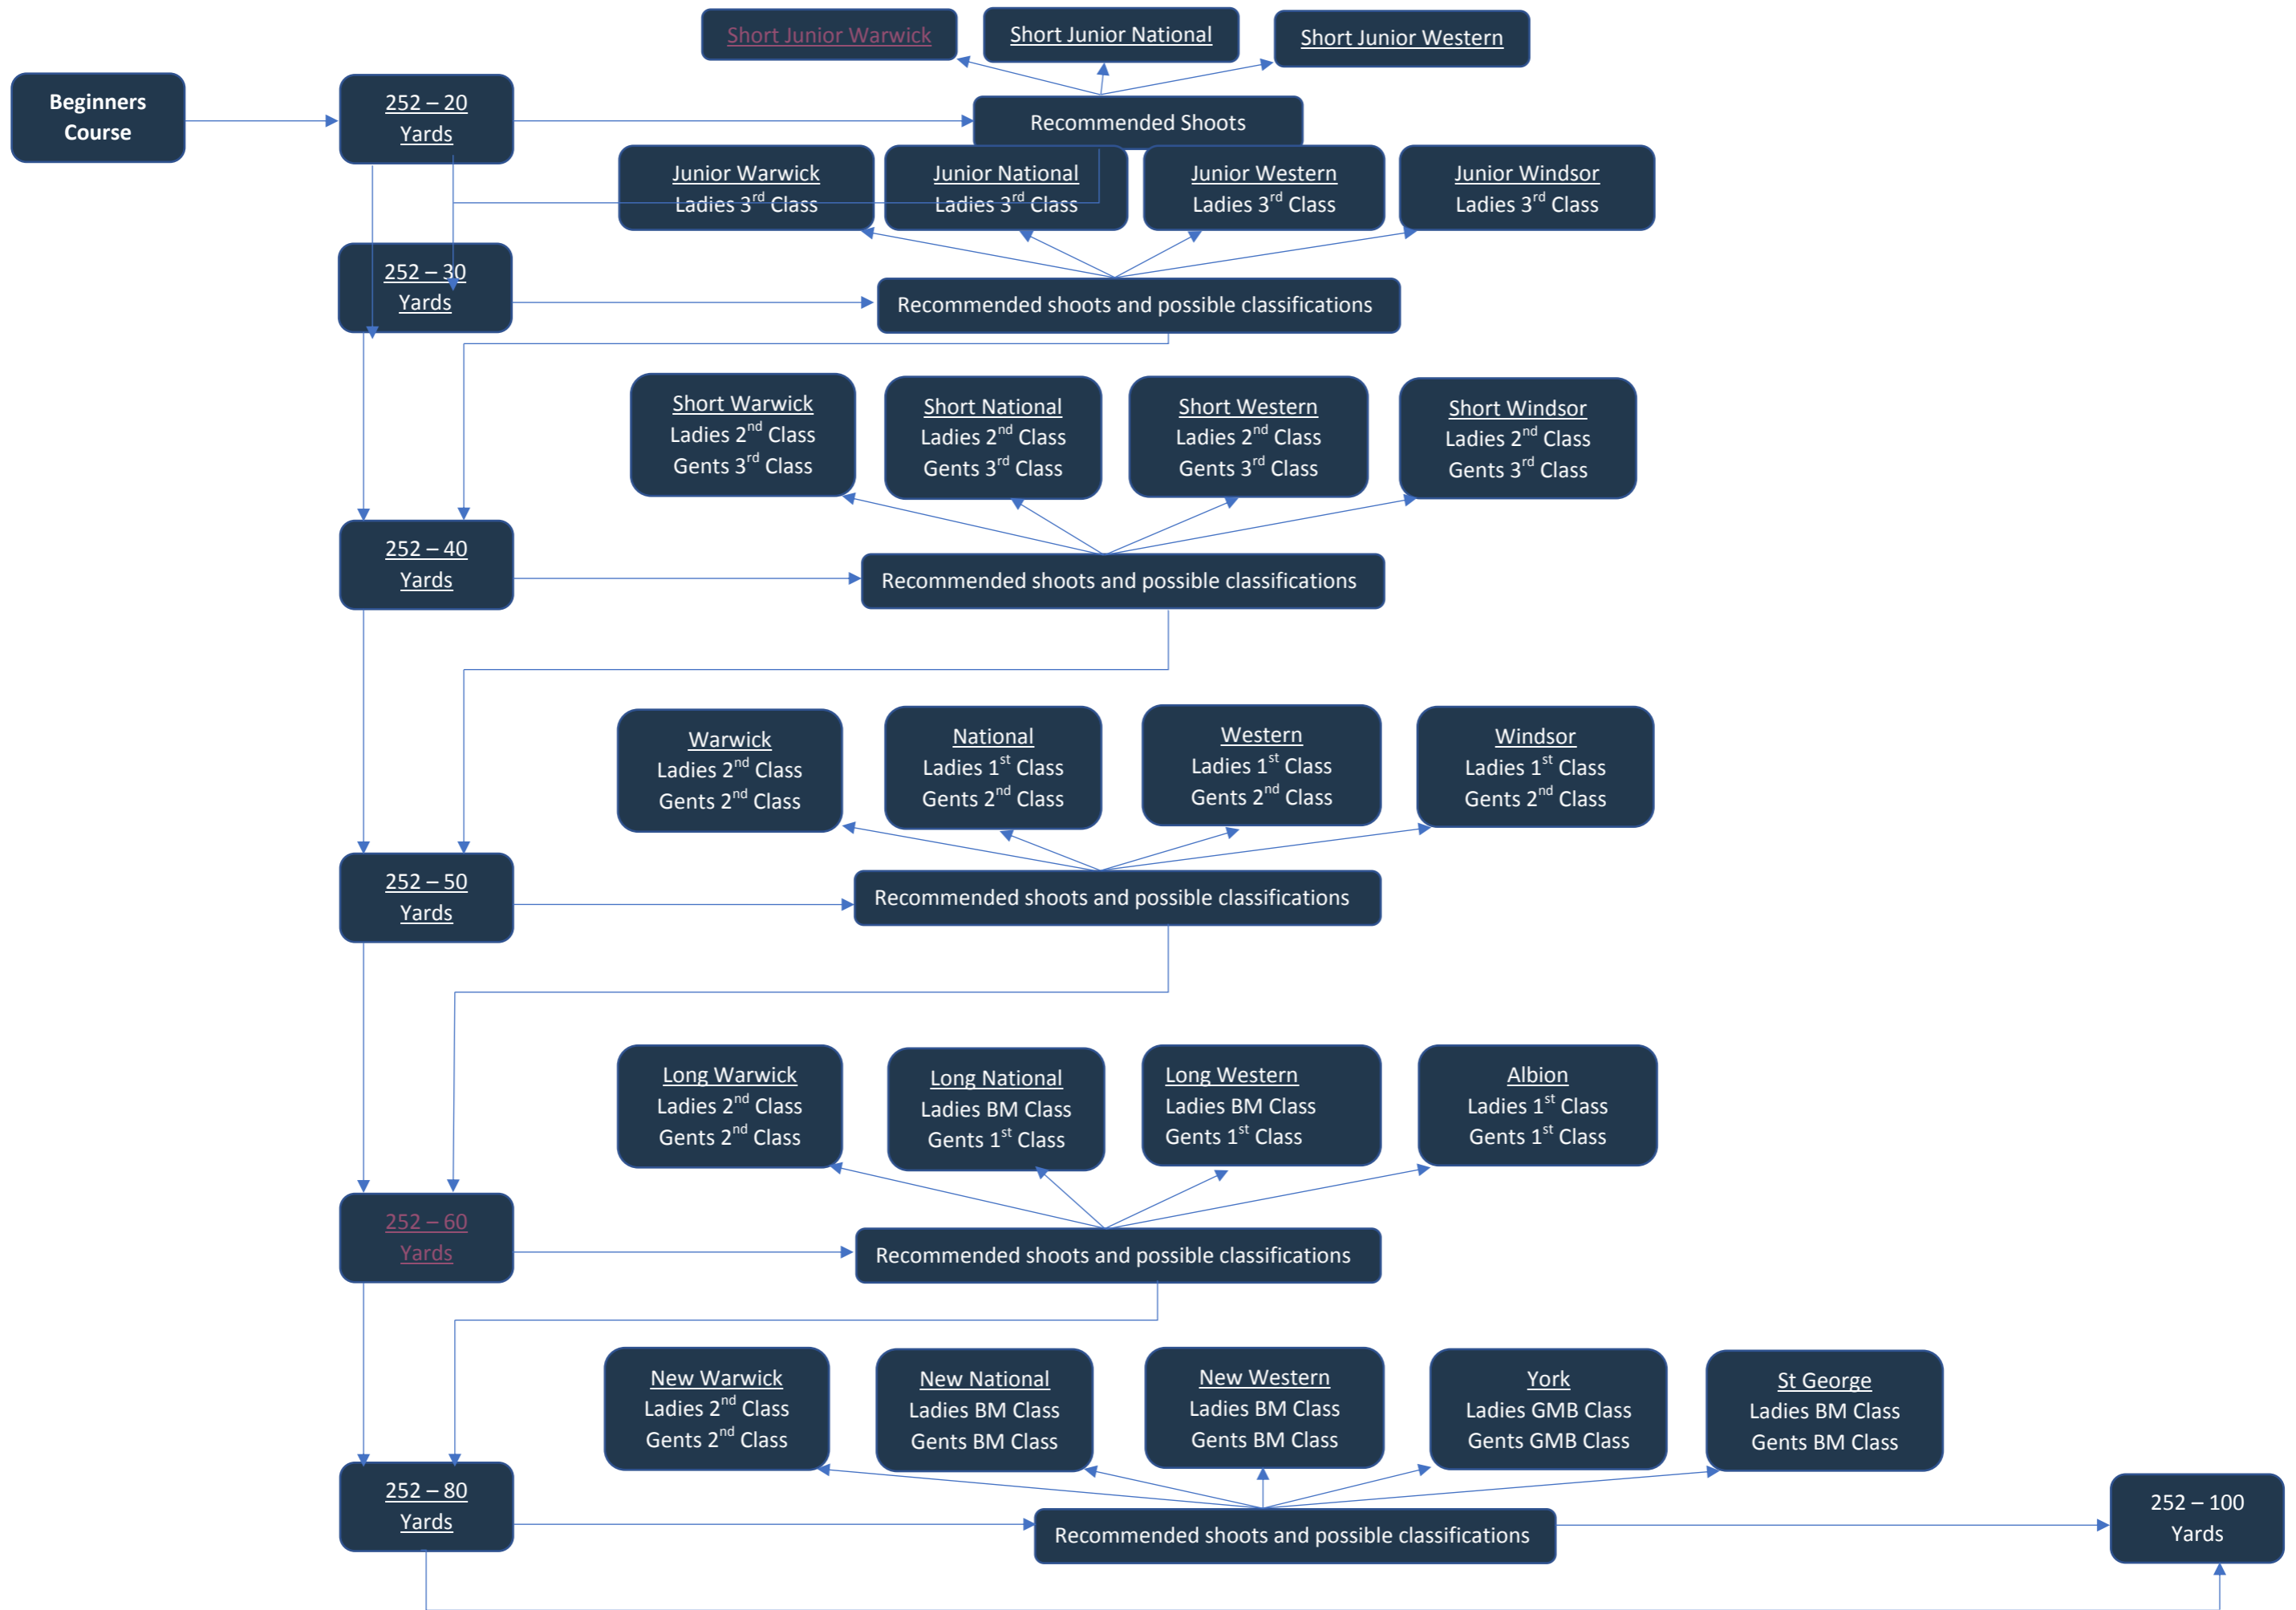 Short Junior Warwick
Short Junior National
Short Junior Western
Beginners
Course
252 – 20
Yards
Recommended Shoots
Junior Warwick
Ladies 3rd Class
Junior National
Ladies 3rd Class
Junior Western
Ladies 3rd Class
Junior Windsor
Ladies 3rd Class
252 – 30
Yards
Recommended shoots and possible classifications
Short Warwick
Ladies 2nd Class
Gents 3rd Class
Short National
Ladies 2nd Class
Gents 3rd Class
Short Western
Ladies 2nd Class
Gents 3rd Class
Short Windsor
Ladies 2nd Class
Gents 3rd Class
252 – 40
Yards
Recommended shoots and possible classifications
Warwick
Ladies 2nd Class
Gents 2nd Class
National
Ladies 1st Class
Gents 2nd Class
Western
Ladies 1st Class
Gents 2nd Class
Windsor
Ladies 1st Class
Gents 2nd Class
252 – 50
Yards
Recommended shoots and possible classifications
Long Warwick
Ladies 2nd Class
Gents 2nd Class
Long National
Ladies BM Class
Gents 1st Class
Long Western
Ladies BM Class
Gents 1st Class
Albion
Ladies 1st Class
Gents 1st Class
252 – 60
Yards
Recommended shoots and possible classifications
New Warwick
Ladies 2nd Class
Gents 2nd Class
New National
Ladies BM Class
Gents BM Class
New Western
Ladies BM Class
Gents BM Class
York
Ladies GMB Class
Gents GMB Class
St George
Ladies BM Class
Gents BM Class
252 – 80
Yards
Recommended shoots and possible classifications
252 – 100
Yards